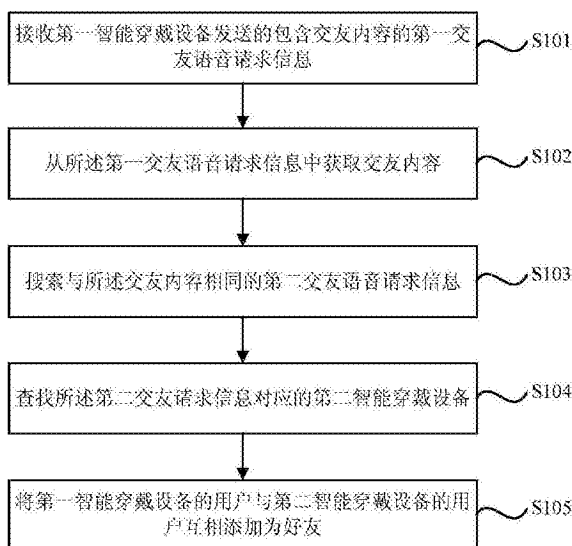 接收第一智能穿戴设备发送的包含交友内容的第一交
友语音请求信息
S101
从所述第一交友语音请求信息中获取交友内容
S102
搜索与所述交友内容相同的第二交友语音请求信息
S103
查找所述第二交友请求信息对应的第二智能穿戴设备
S104
将第一智能穿戴设备的用户与第二智能穿戴设备的用
户互相添加为好友
S105